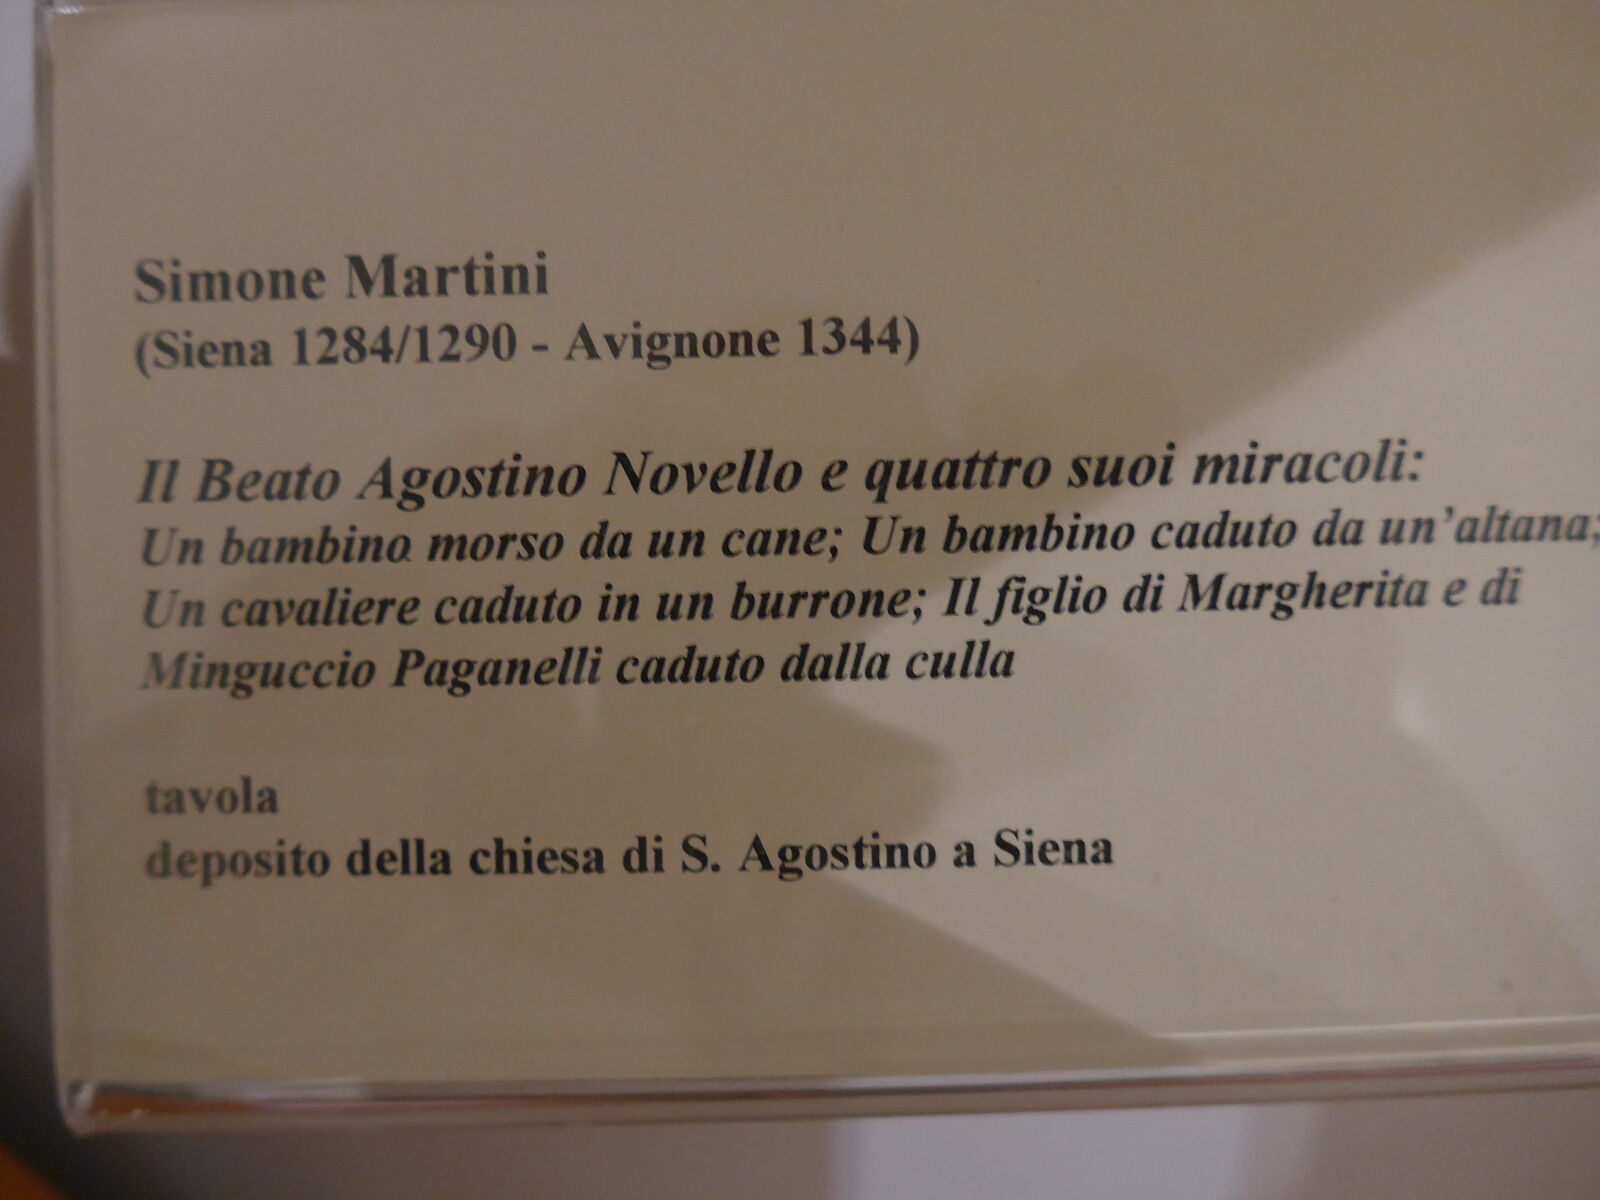 Simone Martini
(Siena 1284/1290 - Avignone 1344)
Il Beato Agostino Novello e quattro suoi miracoli:
Un bambino morso da un cane; Un bambino caduto da un'altana;
Un cavaliere caduto in un burrone; Il figlio di Margherita e di
Minguccio Paganelli caduto dalla culla
tavola
deposito della chiesa di S. Agostino a Siena